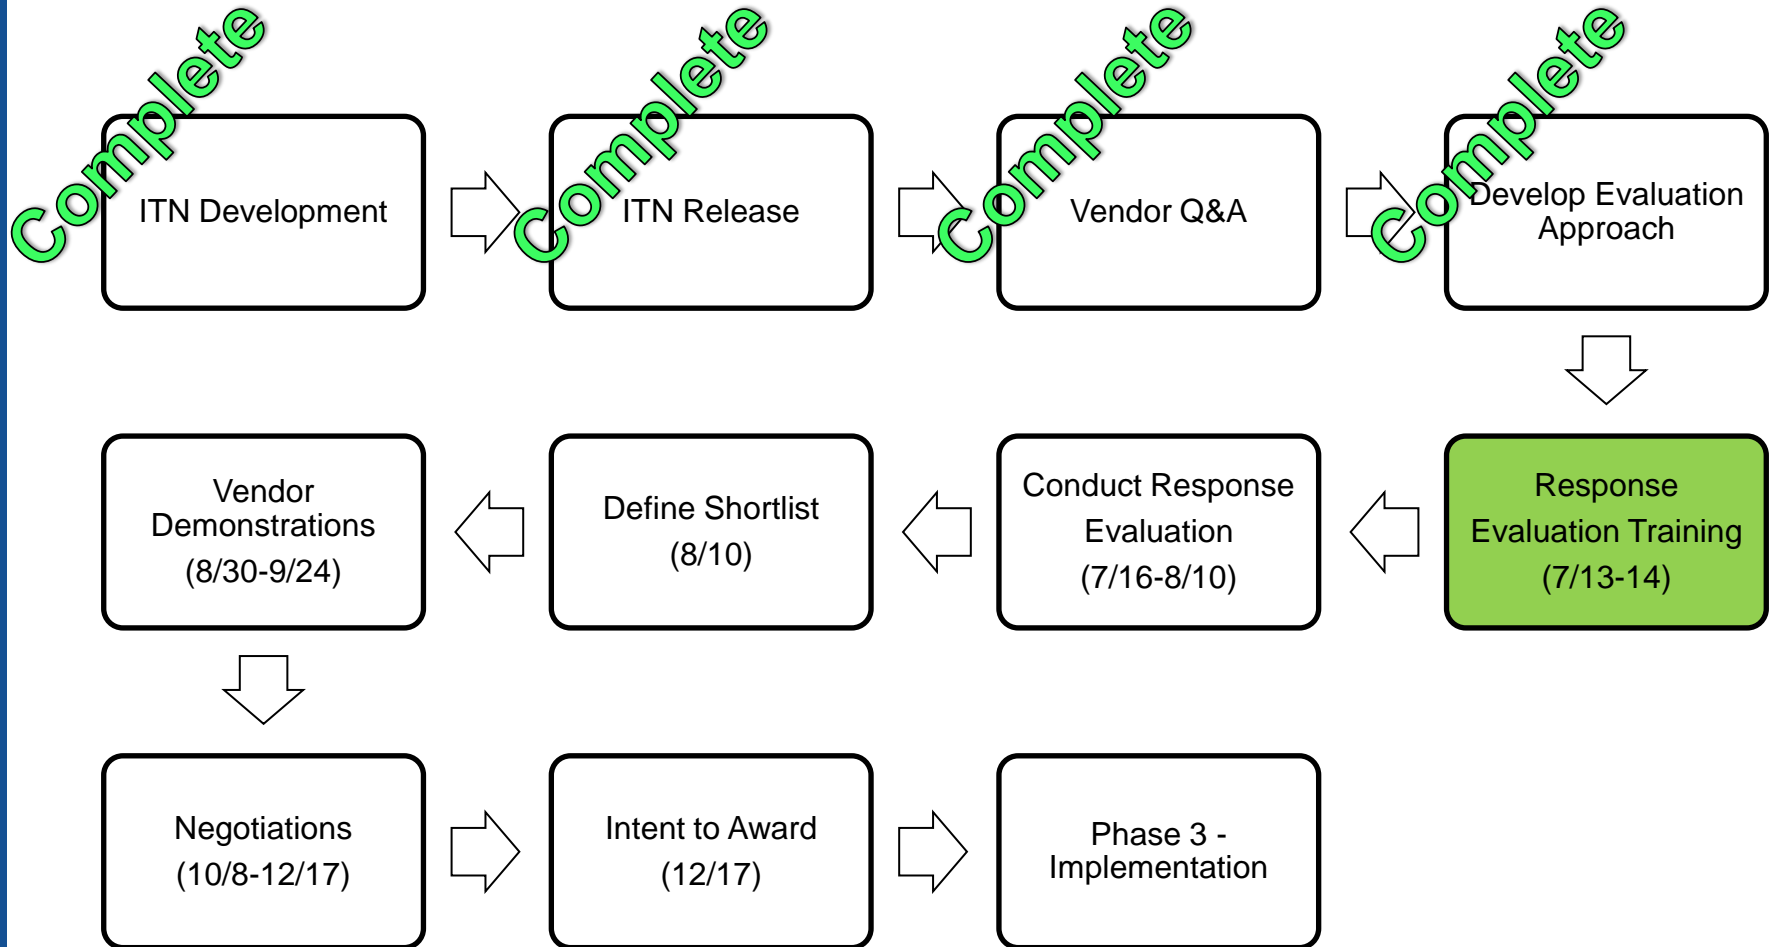 Complete
ITN Development
Complete
ITN Release
Complete
Vendor Q&A
Complete
Develop Evaluation
Approach
Response
Evaluation Training
(7/13-14)
Conduct Response
Evaluation
(7/16-8/10)
Define Shortlist
(8/10)
Vendor
Demonstrations
(8/30-9/24)
Negotiations
(10/8-12/17)
Intent to Award
(12/17)
Phase 3 -
Implementation